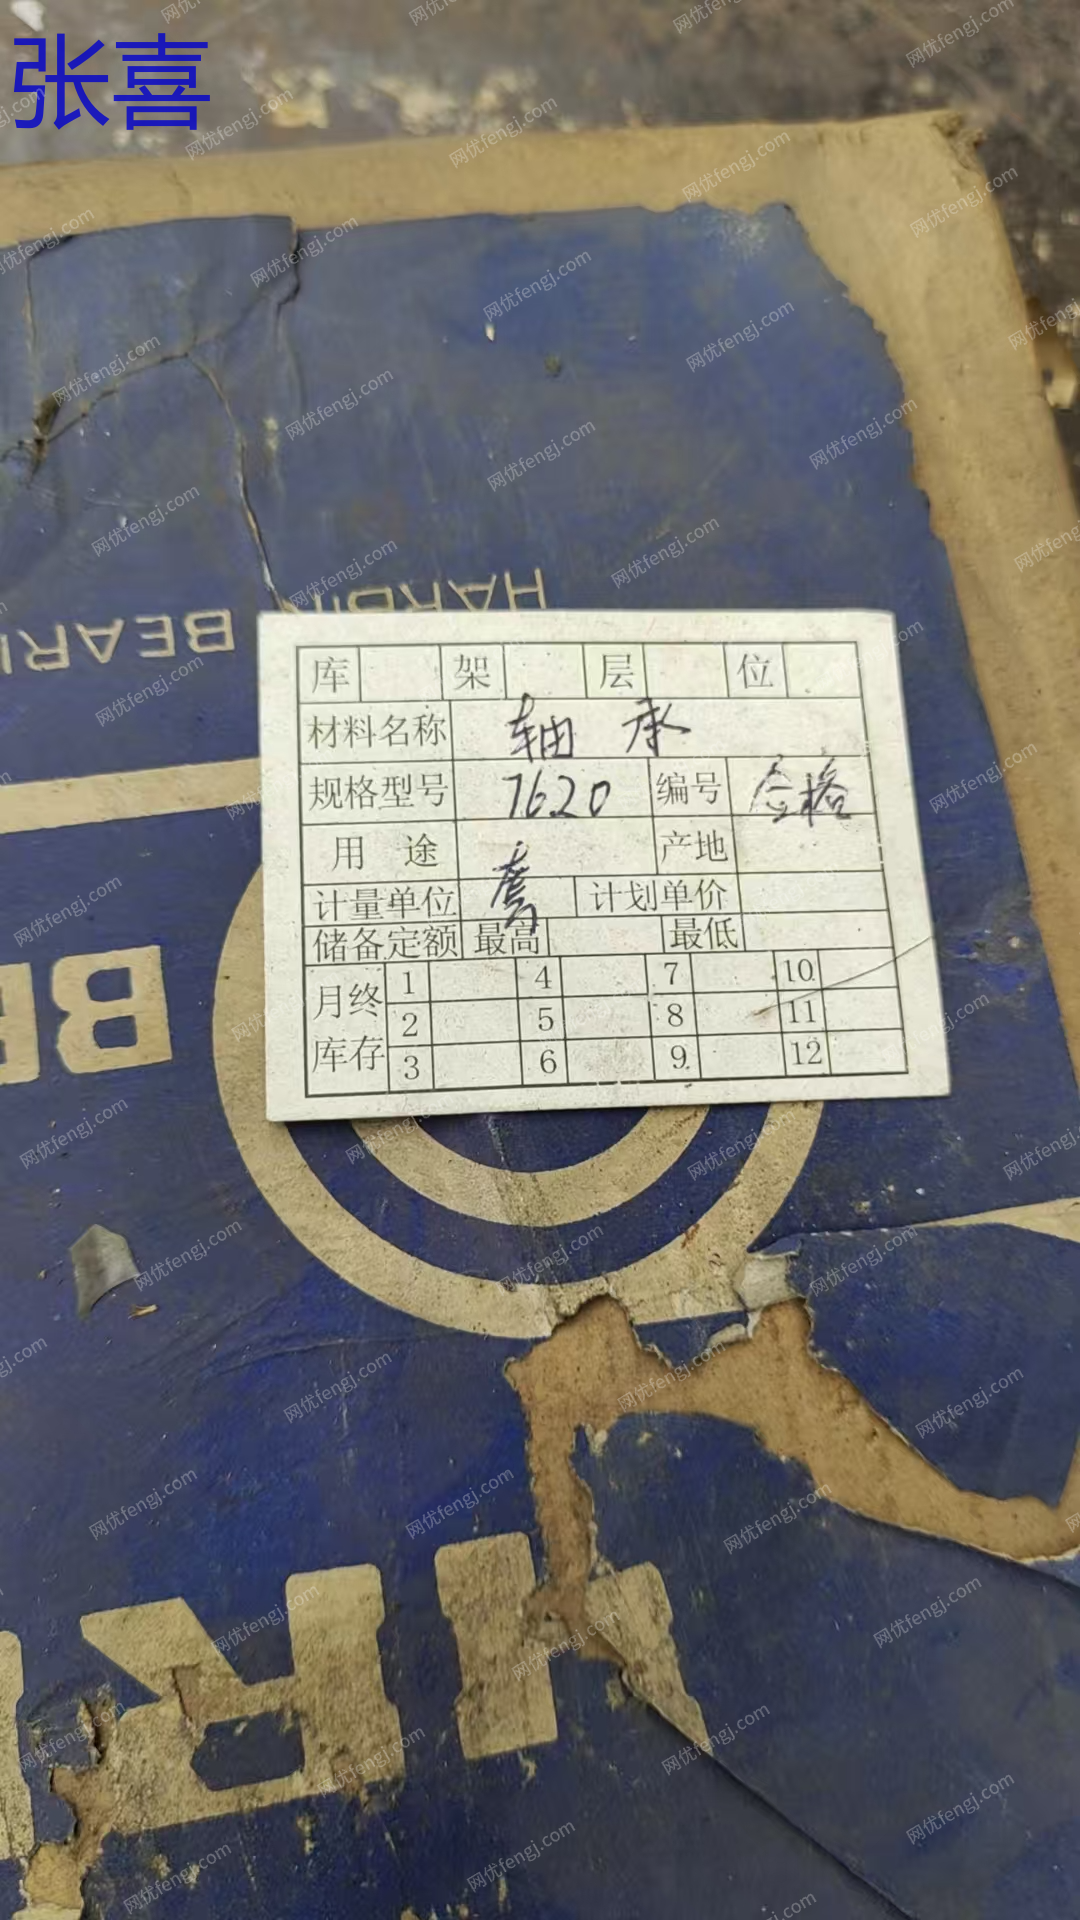 张喜
HARBIN
BEARI
库 架 层 位
材料名称 轴承
规格型号 7620 编号 合格
用 途 产地
计量单位 套 计划单价
储备定额 最高 最低
月终库存 1 4 7 10
2 5 8 11
3 6 9 12
HR
网优fengj.com